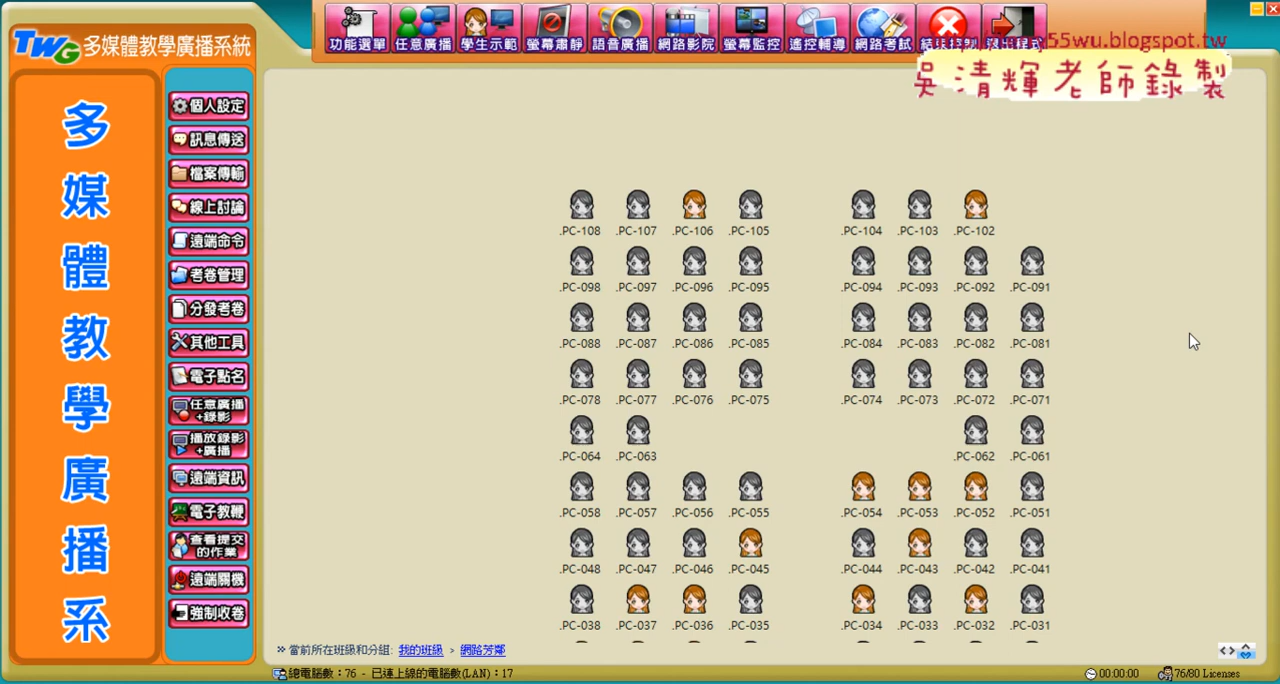 TWG多媒體教學廣播系統
功能選單 任意廣播 學生示範 螢幕肅靜 語音廣播 網路影院 螢幕監控 遙控輔導 網路考試
j55wu.blogspot.tw
吳清輝老師錄製
多媒體教學廣播系
個人設定
訊息傳送
檔案傳輸
線上討論
遠端命令
考卷管理
分發考卷
其他工具
電子點名
任意廣播
+錄影
播放錄影
+廣播
遠端資訊
電子教鞭
查看提交
的作業
遠端關機
強制收卷
.PC-108 .PC-107 .PC-106 .PC-105 .PC-104 .PC-103 .PC-102
.PC-098 .PC-097 .PC-096 .PC-095 .PC-094 .PC-093 .PC-092 .PC-091
.PC-088 .PC-087 .PC-086 .PC-085 .PC-084 .PC-083 .PC-082 .PC-081
.PC-078 .PC-077 .PC-076 .PC-075 .PC-074 .PC-073 .PC-072 .PC-071
.PC-064 .PC-063 .PC-062 .PC-061
.PC-058 .PC-057 .PC-056 .PC-055 .PC-054 .PC-053 .PC-052 .PC-051
.PC-048 .PC-047 .PC-046 .PC-045 .PC-044 .PC-043 .PC-042 .PC-041
.PC-038 .PC-037 .PC-036 .PC-035 .PC-034 .PC-033 .PC-032 .PC-031
» 當前所在班級和分組: 我的班級 > 網路芳鄰
總電腦數：76 - 已連上線的電腦數(LAN)：17
00:00:00
76/80 Licenses